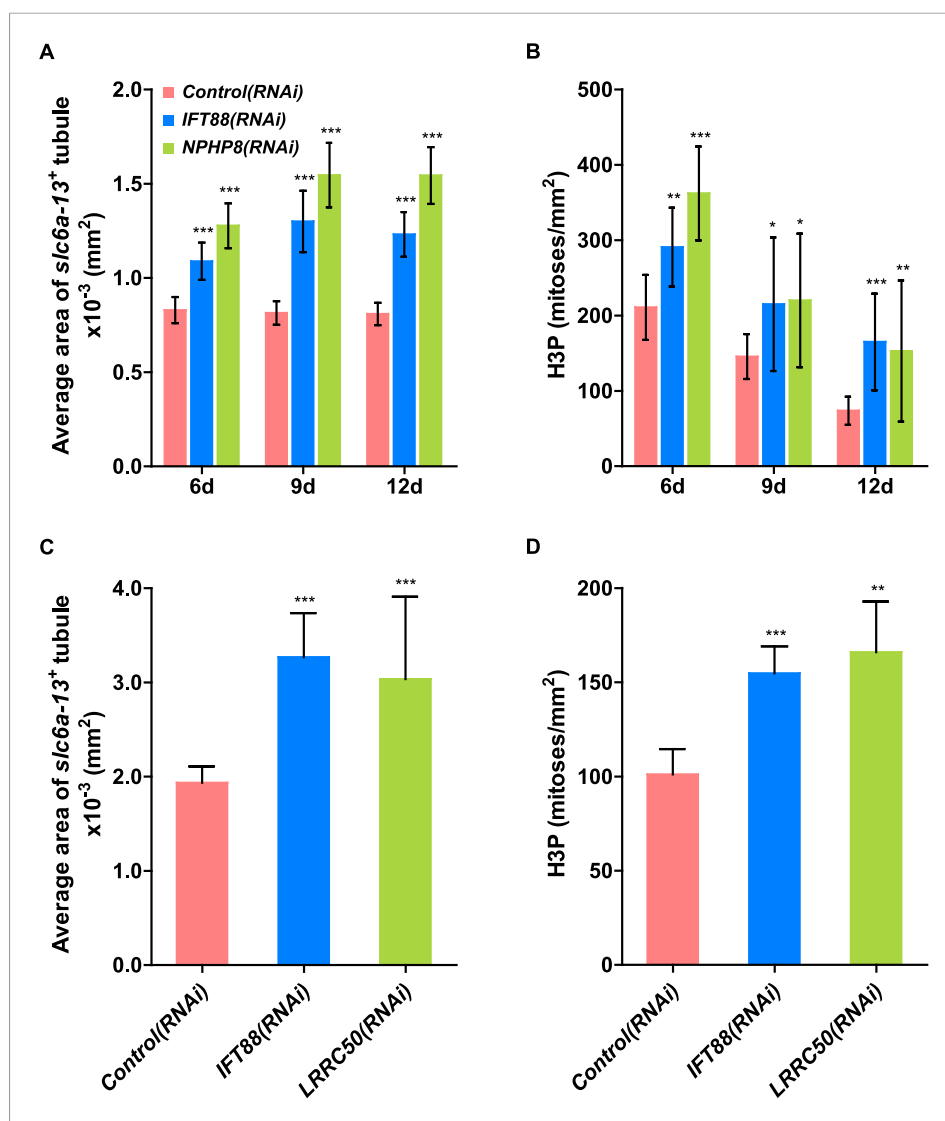 A
Average area of slc6a-13⁺ tubule
x10⁻³ (mm²)
2.0
1.5
1.0
0.5
0.0
Control(RNAi)
IFT88(RNAi)
NPHP8(RNAi)
*** *** *** *** *** ***
6d 9d 12d
B
H3P (mitoses/mm²)
500
400
300
200
100
0
** *** * * *** **
6d 9d 12d
C
Average area of slc6a-13⁺ tubule
x10⁻³ (mm²)
4.0
3.0
2.0
1.0
0.0
*** ***
Control(RNAi)
IFT88(RNAi)
LRRC50(RNAi)
D
H3P (mitoses/mm²)
200
150
100
50
0
*** **
Control(RNAi)
IFT88(RNAi)
LRRC50(RNAi)